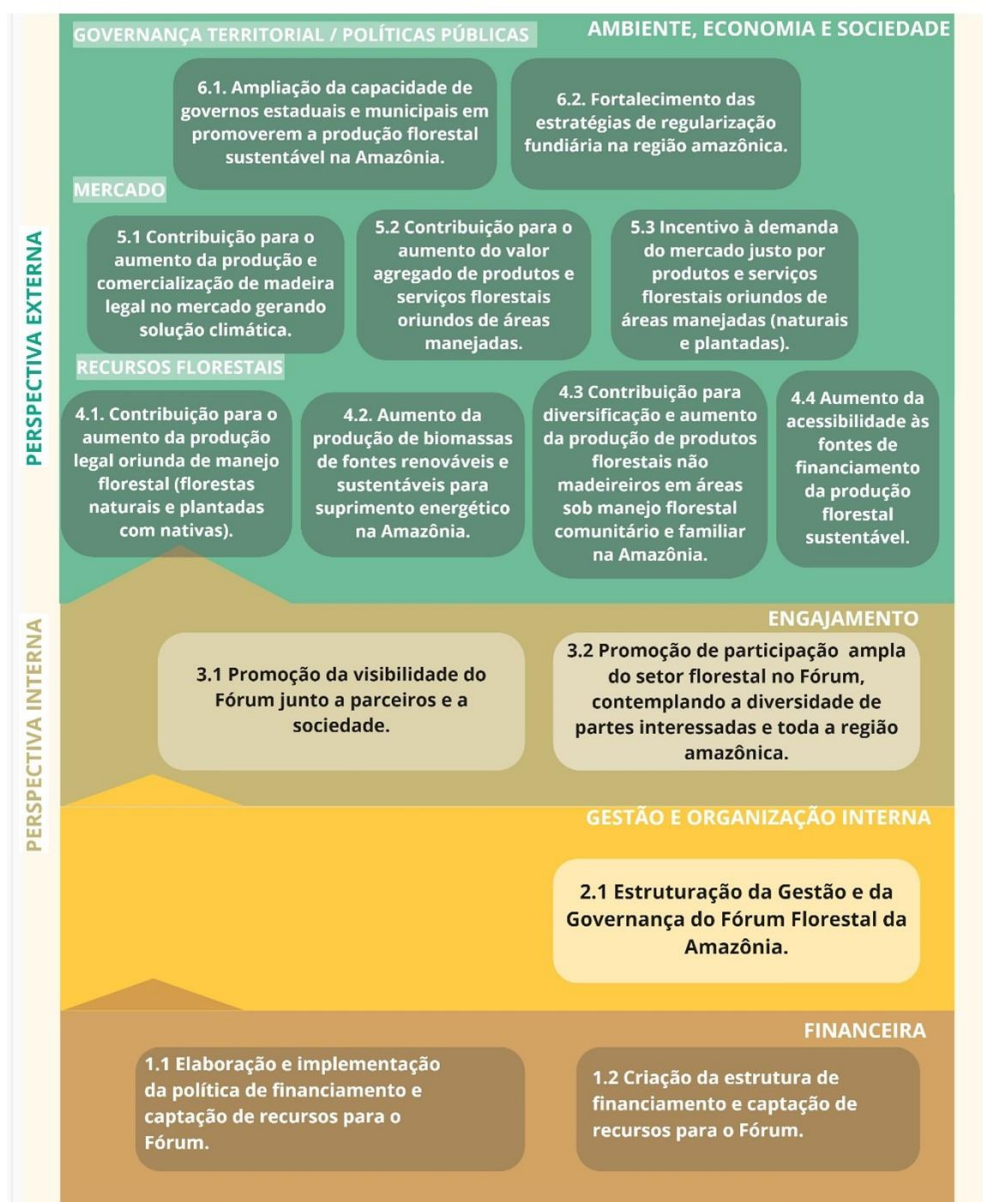 GOVERNANÇA TERRITORIAL / POLÍTICAS PÚBLICAS
AMBIENTE, ECONOMIA E SOCIEDADE
6.1. Ampliação da capacidade de
governos estaduais e municipais em
promoverem a produção florestal
sustentável na Amazônia.
6.2. Fortalecimento das
estratégias de regularização
fundiária na região amazônica.
MERCADO
5.1 Contribuição para o
aumento da produção e
comercialização de madeira
legal no mercado gerando
solução climática.
5.2 Contribuição para o
aumento do valor
agregado de produtos e
serviços florestais
oriundos de áreas
manejadas.
5.3 Incentivo à demanda
do mercado justo por
produtos e serviços
florestais oriundos de
áreas manejadas (naturais
e plantadas).
PERSPECTIVA EXTERNA
RECURSOS FLORESTAIS
4.1. Contribuição para o
aumento da produção
legal oriunda de manejo
florestal (florestas
naturais e plantadas
com nativas).
4.2. Aumento da
produção de biomassas
de fontes renováveis e
sustentáveis para
suprimento energético
na Amazônia.
4.3 Contribuição para
diversificação e aumento
da produção de produtos
florestais não
madeireiros em áreas
sob manejo florestal
comunitário e familiar
na Amazônia.
4.4 Aumento da
acessibilidade às
fontes de
financiamento
da produção
florestal
sustentável.
PERSPECTIVA INTERNA
ENGAJAMENTO
3.1 Promoção da visibilidade do
Fórum junto a parceiros e a
sociedade.
3.2 Promoção de participação ampla
do setor florestal no Fórum,
contemplando a diversidade de
partes interessadas e toda a região
amazônica.
GESTÃO E ORGANIZAÇÃO INTERNA
2.1 Estruturação da Gestão e da
Governança do Fórum Florestal da
Amazônia.
FINANCEIRA
1.1 Elaboração e implementação
da política de financiamento e
captação de recursos para o
Fórum.
1.2 Criação da estrutura de
financiamento e captação de
recursos para o Fórum.